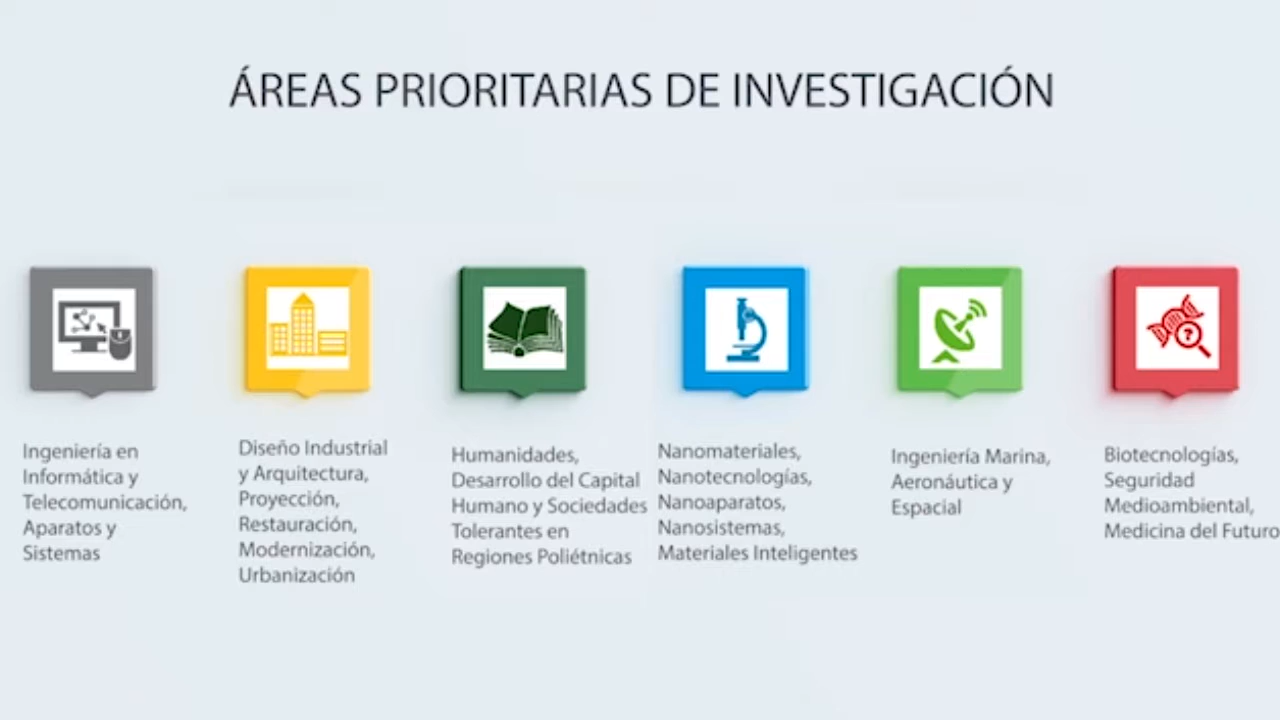 ÁREAS PRIORITARIAS DE INVESTIGACIÓN
Ingeniería en
Informática y
Telecomunicación,
Aparatos y
Sistemas
Diseño Industrial
y Arquitectura,
Proyección,
Restauración,
Modernización,
Urbanización
Humanidades,
Desarrollo del Capital
Humano y Sociedades
Tolerantes en
Regiones Poliétnicas
Nanomateriales,
Nanotecnologías,
Nanoaparatos,
Nanosistemas,
Materiales Inteligentes
Ingeniería Marina,
Aeronáutica y
Espacial
Biotecnologías,
Seguridad
Medioambiental,
Medicina del Futuro